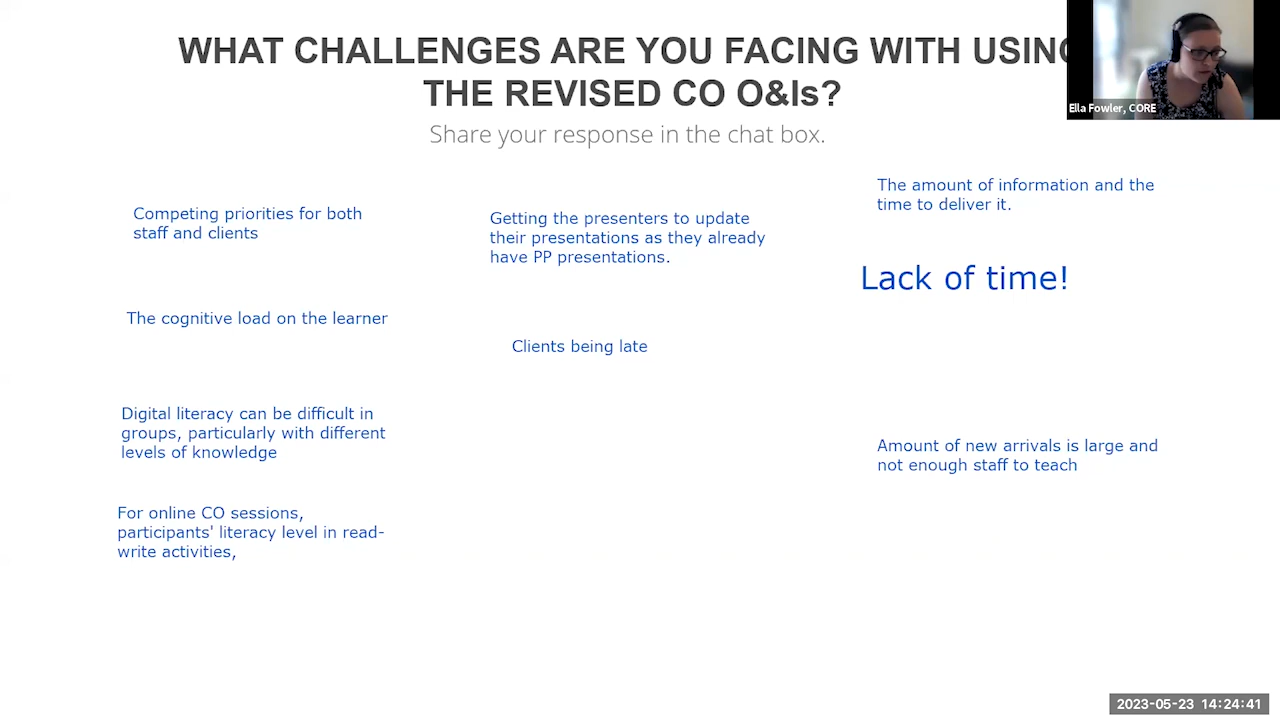 WHAT CHALLENGES ARE YOU FACING WITH USING
THE REVISED CO O&Is?
Share your response in the chat box.
Ella Fowler, CORE
Competing priorities for both
staff and clients
Getting the presenters to update
their presentations as they already
have PP presentations.
The amount of information and the
time to deliver it.
Lack of time!
The cognitive load on the learner
Clients being late
Digital literacy can be difficult in
groups, particularly with different
levels of knowledge
Amount of new arrivals is large and
not enough staff to teach
For online CO sessions,
participants' literacy level in read-
write activities,
2023-05-23 14:24:41